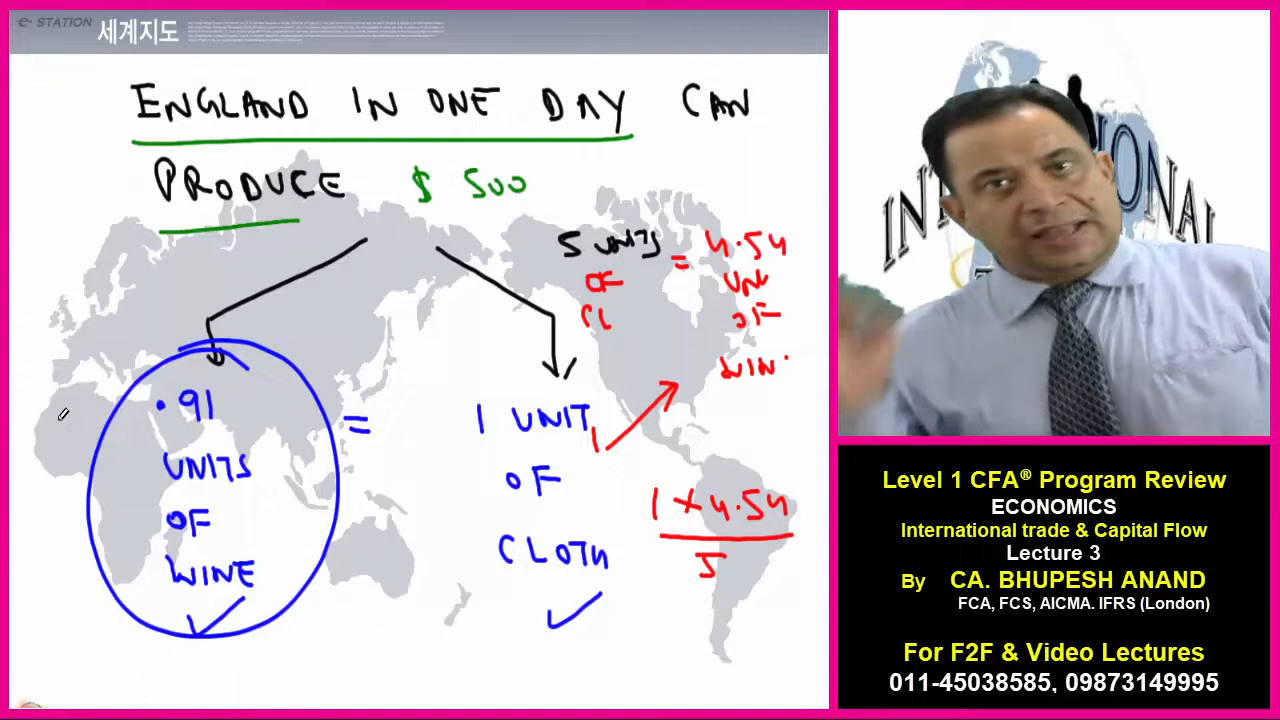 e-STATION
세계지도
ENGLAND IN ONE DAY CAN
PRODUCE $ 500
5 UNITS = 4.54
OF UNI
CL OF
WIN
.91 = 1 UNIT
UNITS OF
OF CLOTH
WINE
1 × 4.54
5
INTERNATIONAL
Level 1 CFA® Program Review
ECONOMICS
International trade & Capital Flow
Lecture 3
By CA. BHUPESH ANAND
FCA, FCS, AICMA. IFRS (London)
For F2F & Video Lectures
011-45038585, 09873149995